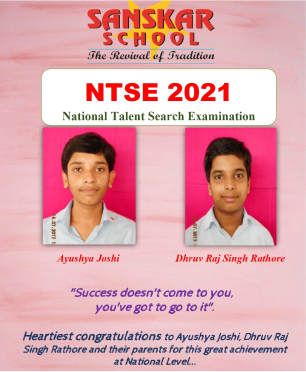 SANSKAR
SCHOOL
The Revival of Tradition
NTSE 2021
National Talent Search Examination
Ayushya Joshi
Dhruv Raj Singh Rathore
"Success doesn't come to you,
you've got to go to it".
Heartiest congratulations to Ayushya Joshi, Dhruv Raj
Singh Rathore and their parents for this great achievement
at National Level...